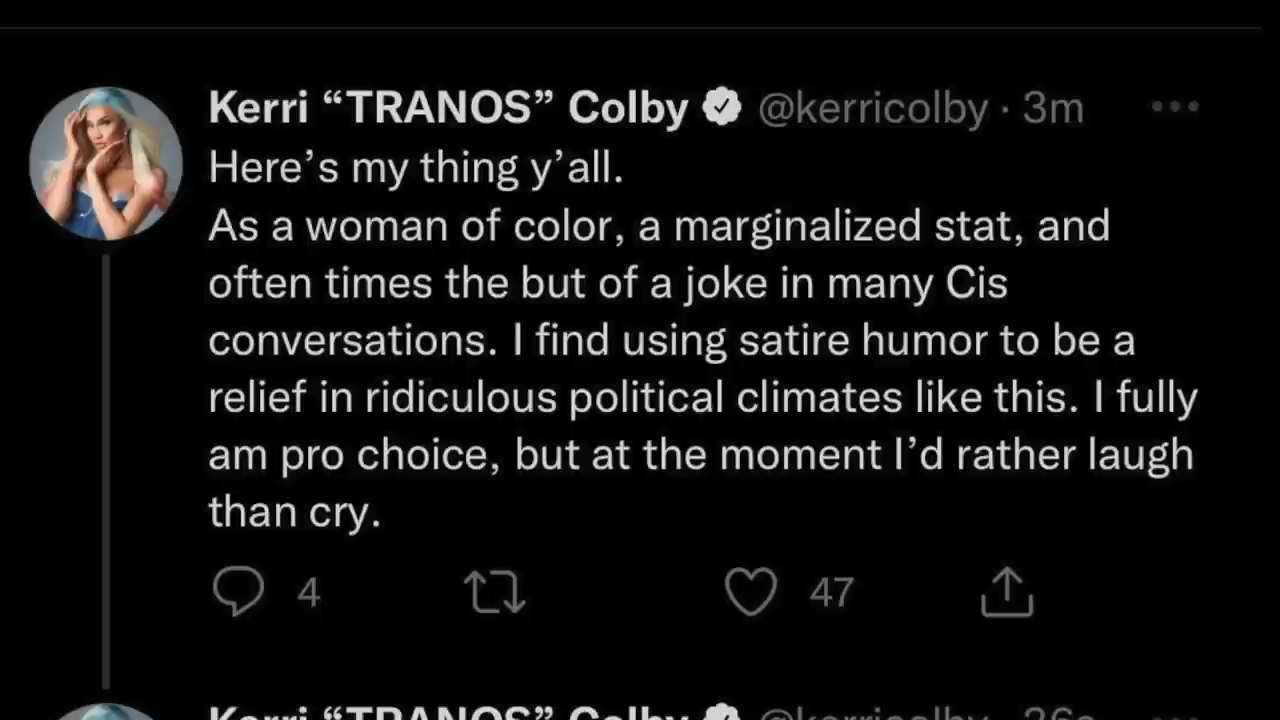 Kerri “TRANOS” Colby @kerricolby · 3m
Here’s my thing y’all.
As a woman of color, a marginalized stat, and
often times the but of a joke in many Cis
conversations. I find using satire humor to be a
relief in ridiculous political climates like this. I fully
am pro choice, but at the moment I’d rather laugh
than cry.
4 47
Kerri “TRANOS” Colby @kerricolby · 26s